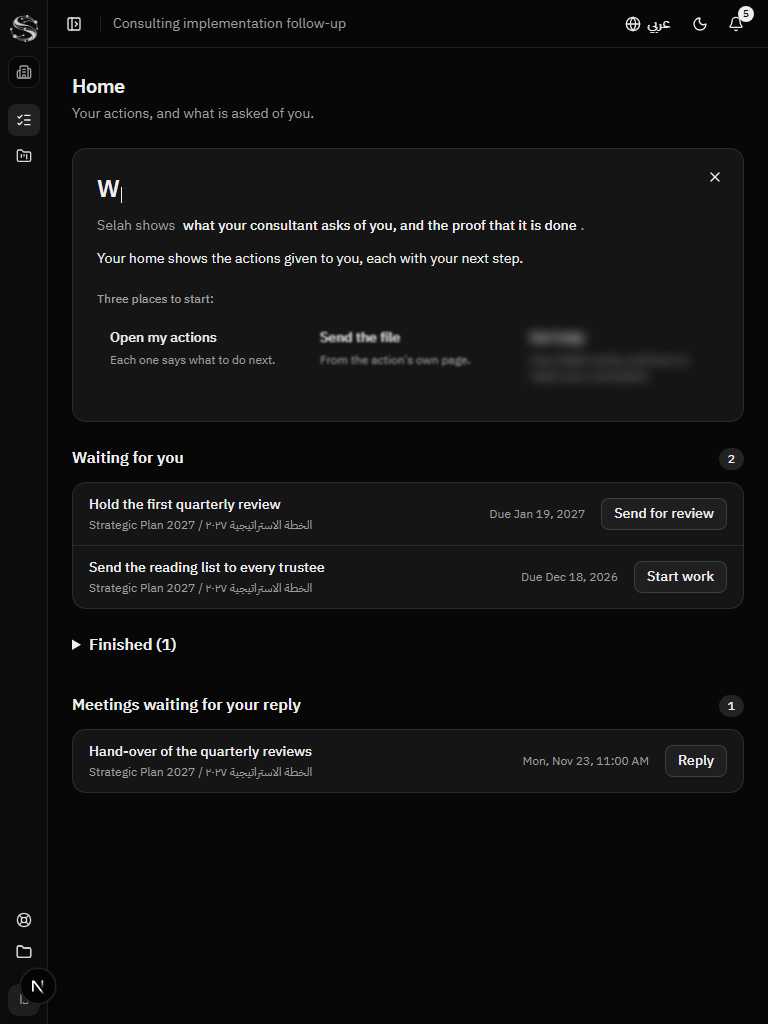 Consulting implementation follow-up
عربي
5
Home
Your actions, and what is asked of you.
W
Selah shows what your consultant asks of you, and the proof that it is done .
Your home shows the actions given to you, each with your next step.
Three places to start:
Open my actions
Each one says what to do next.
Send the file
From the action's own page.
Waiting for you
2
Hold the first quarterly review
Strategic Plan 2027 / الخطة الاستراتيجية ٢٠٢٧
Due Jan 19, 2027
Send for review
Send the reading list to every trustee
Strategic Plan 2027 / الخطة الاستراتيجية ٢٠٢٧
Due Dec 18, 2026
Start work
Finished (1)
Meetings waiting for your reply
1
Hand-over of the quarterly reviews
Strategic Plan 2027 / الخطة الاستراتيجية ٢٠٢٧
Mon, Nov 23, 11:00 AM
Reply
N